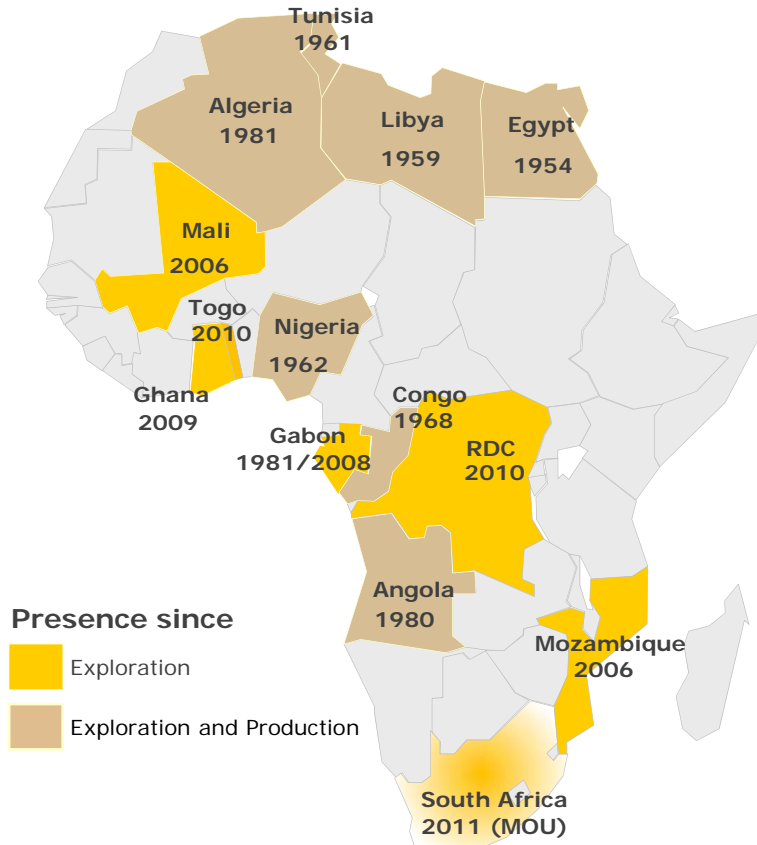 Tunisia
1961
Algeria
1981
Libya
1959
Egypt
1954
Mali
2006
Togo
2010
Nigeria
1962
Ghana
2009
Congo
1968
Gabon
1981/2008
RDC
2010
Angola
1980
Presence since
Exploration
Exploration and Production
Mozambique
2006
South Africa
2011 (MOU)